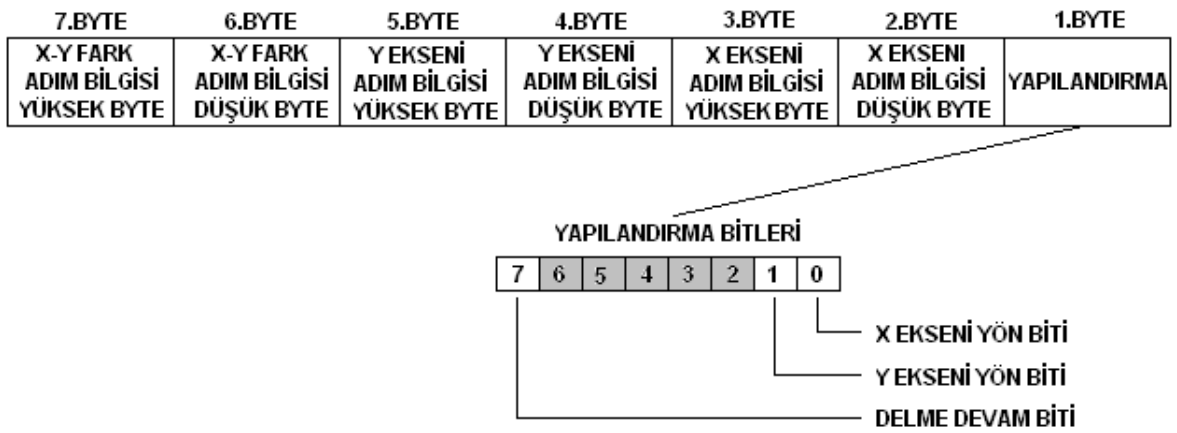 7.BYTE 6.BYTE 5.BYTE 4.BYTE 3.BYTE 2.BYTE 1.BYTE
X-Y FARK ADIM BİLGİSİ YÜKSEK BYTE
X-Y FARK ADIM BİLGİSİ DÜŞÜK BYTE
Y EKSENİ ADIM BİLGİSİ YÜKSEK BYTE
Y EKSENİ ADIM BİLGİSİ DÜŞÜK BYTE
X EKSENİ ADIM BİLGİSİ YÜKSEK BYTE
X EKSENI ADIM BİLGİSİ DÜŞÜK BYTE
YAPILANDIRMA
YAPILANDIRMA BİTLERİ
7 6 5 4 3 2 1 0
X EKSENİ YÖN BİTİ
Y EKSENİ YÖN BİTİ
DELME DEVAM BİTİ